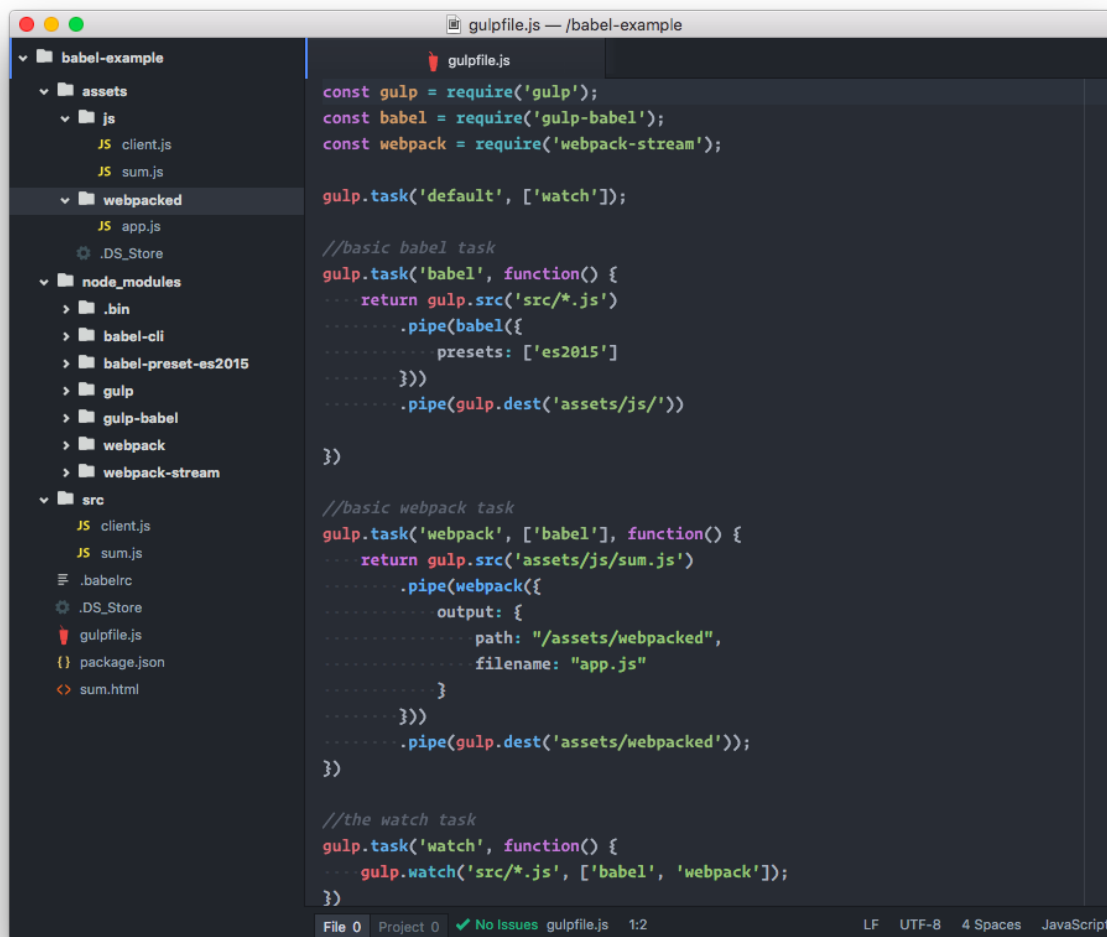 gulpfile.js — /babel-example
babel-example
assets
js
JS client.js
JS sum.js
webpacked
JS app.js
.DS_Store
node_modules
.bin
babel-cli
babel-preset-es2015
gulp
gulp-babel
webpack
webpack-stream
src
JS client.js
JS sum.js
.babelrc
.DS_Store
gulpfile.js
{} package.json
<> sum.html
gulpfile.js
const gulp = require('gulp');
const babel = require('gulp-babel');
const webpack = require('webpack-stream');
gulp.task('default', ['watch']);
//basic babel task
gulp.task('babel', function() {
return gulp.src('src/*.js')
.pipe(babel({
presets: ['es2015']
}))
.pipe(gulp.dest('assets/js/'))
})
//basic webpack task
gulp.task('webpack', ['babel'], function() {
return gulp.src('assets/js/sum.js')
.pipe(webpack({
output: {
path: "/assets/webpacked",
filename: "app.js"
}
}))
.pipe(gulp.dest('assets/webpacked'));
})
//the watch task
gulp.task('watch', function() {
gulp.watch('src/*.js', ['babel', 'webpack']);
})
File 0 Project 0 No Issues gulpfile.js 1:2 LF UTF-8 4 Spaces JavaScript